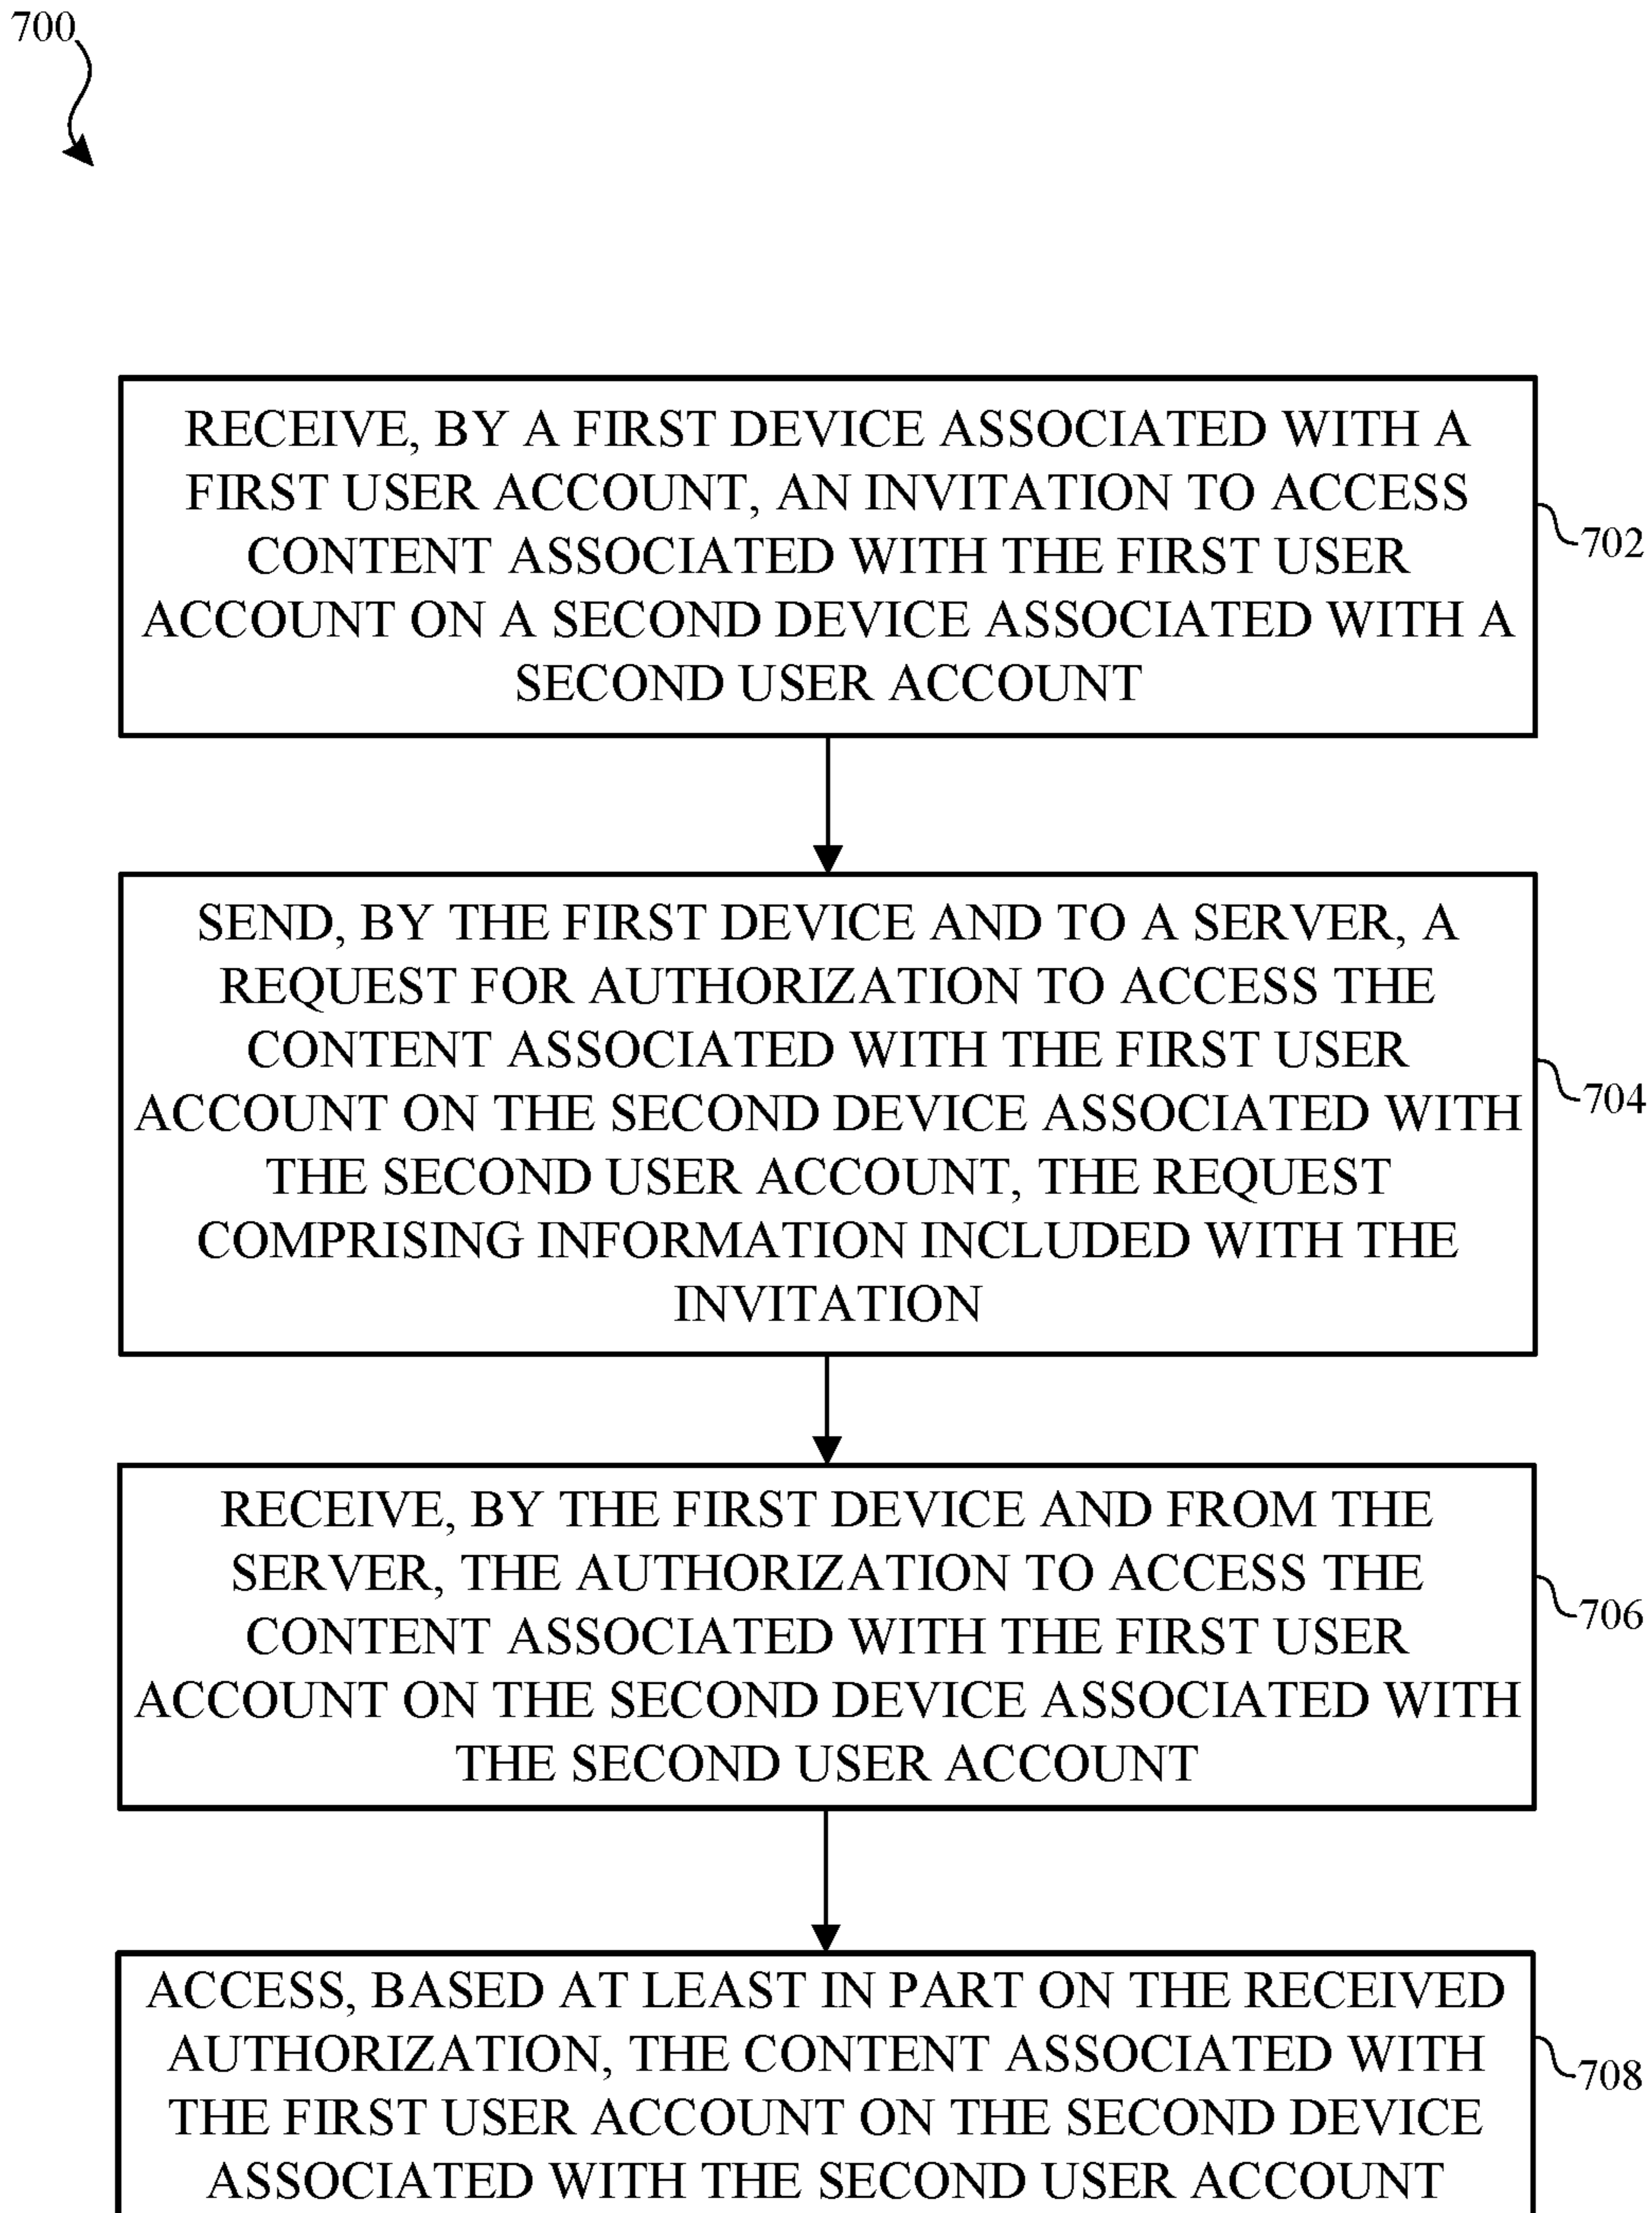 700
RECEIVE, BY A FIRST DEVICE ASSOCIATED WITH A
FIRST USER ACCOUNT, AN INVITATION TO ACCESS
CONTENT ASSOCIATED WITH THE FIRST USER
ACCOUNT ON A SECOND DEVICE ASSOCIATED WITH A
SECOND USER ACCOUNT
702
SEND, BY THE FIRST DEVICE AND TO A SERVER, A
REQUEST FOR AUTHORIZATION TO ACCESS THE
CONTENT ASSOCIATED WITH THE FIRST USER
ACCOUNT ON THE SECOND DEVICE ASSOCIATED WITH
THE SECOND USER ACCOUNT, THE REQUEST
COMPRISING INFORMATION INCLUDED WITH THE
INVITATION
704
RECEIVE, BY THE FIRST DEVICE AND FROM THE
SERVER, THE AUTHORIZATION TO ACCESS THE
CONTENT ASSOCIATED WITH THE FIRST USER
ACCOUNT ON THE SECOND DEVICE ASSOCIATED WITH
THE SECOND USER ACCOUNT
706
ACCESS, BASED AT LEAST IN PART ON THE RECEIVED
AUTHORIZATION, THE CONTENT ASSOCIATED WITH
THE FIRST USER ACCOUNT ON THE SECOND DEVICE
ASSOCIATED WITH THE SECOND USER ACCOUNT
708